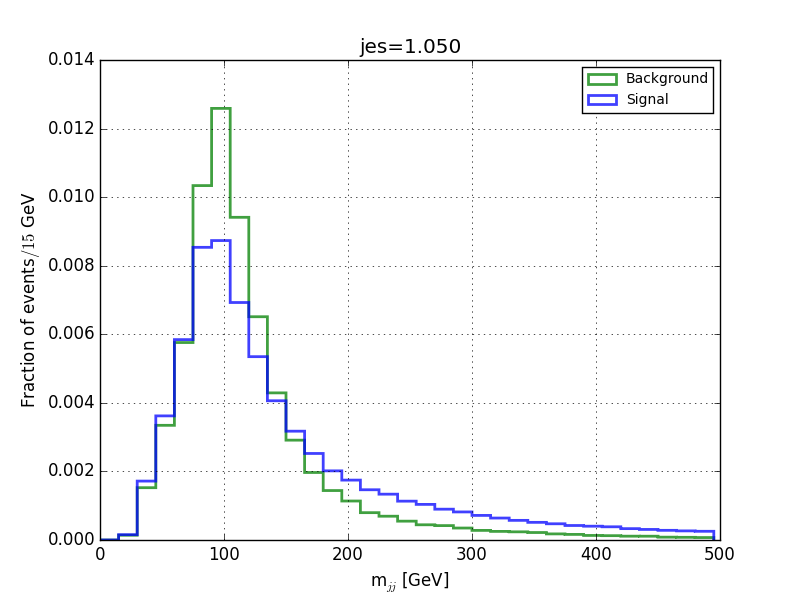 jes=1.050
Background
Signal
0.014
0.012
0.010
0.008
0.006
0.004
0.002
0.000
Fraction of events/15 GeV
0 100 200 300 400 500
m_jj [GeV]